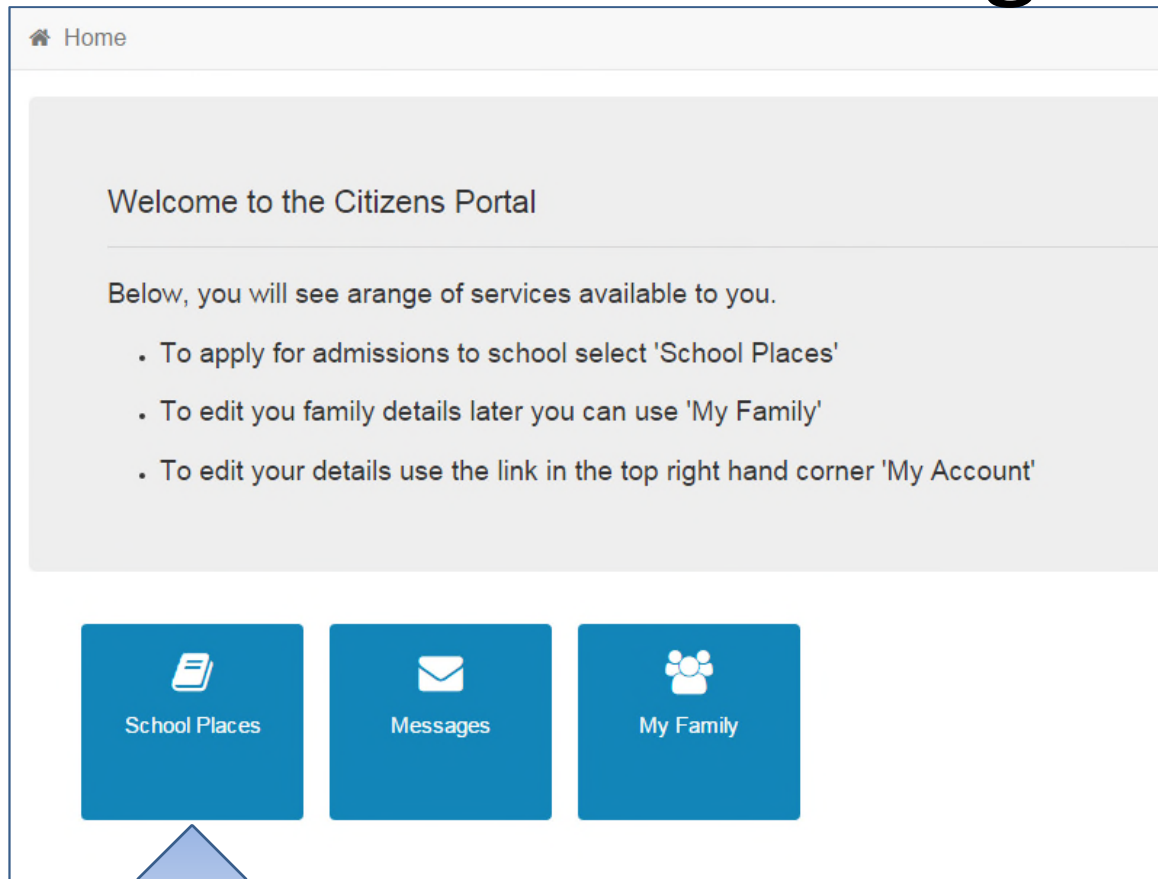 Home
Welcome to the Citizens Portal
Below, you will see arange of services available to you.
To apply for admissions to school select 'School Places'
To edit you family details later you can use 'My Family'
To edit your details use the link in the top right hand corner 'My Account'
School Places
Messages
My Family